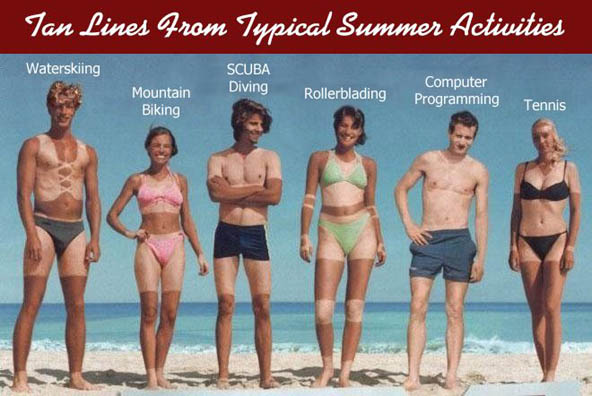 Tan Lines From Typical Summer Activities
Waterskiing
Mountain
Biking
SCUBA
Diving
Rollerblading
Computer
Programming
Tennis